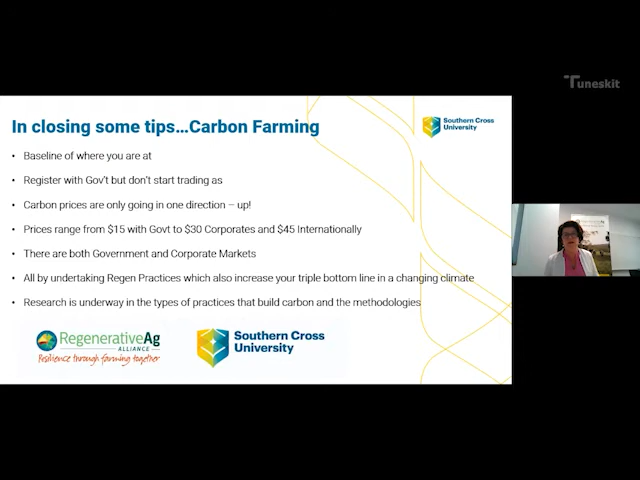 Tuneskit
In closing some tips...Carbon Farming
Southern Cross
University
• Baseline of where you are at
• Register with Gov't but don't start trading as
• Carbon prices are only going in one direction – up!
• Prices range from $15 with Govt to $30 Corporates and $45 Internationally
• There are both Government and Corporate Markets
• All by undertaking Regen Practices which also increase your triple bottom line in a changing climate
• Research is underway in the types of practices that build carbon and the methodologies
RegenerativeAg
ALLIANCE
Resilience through farming together
Southern Cross
University